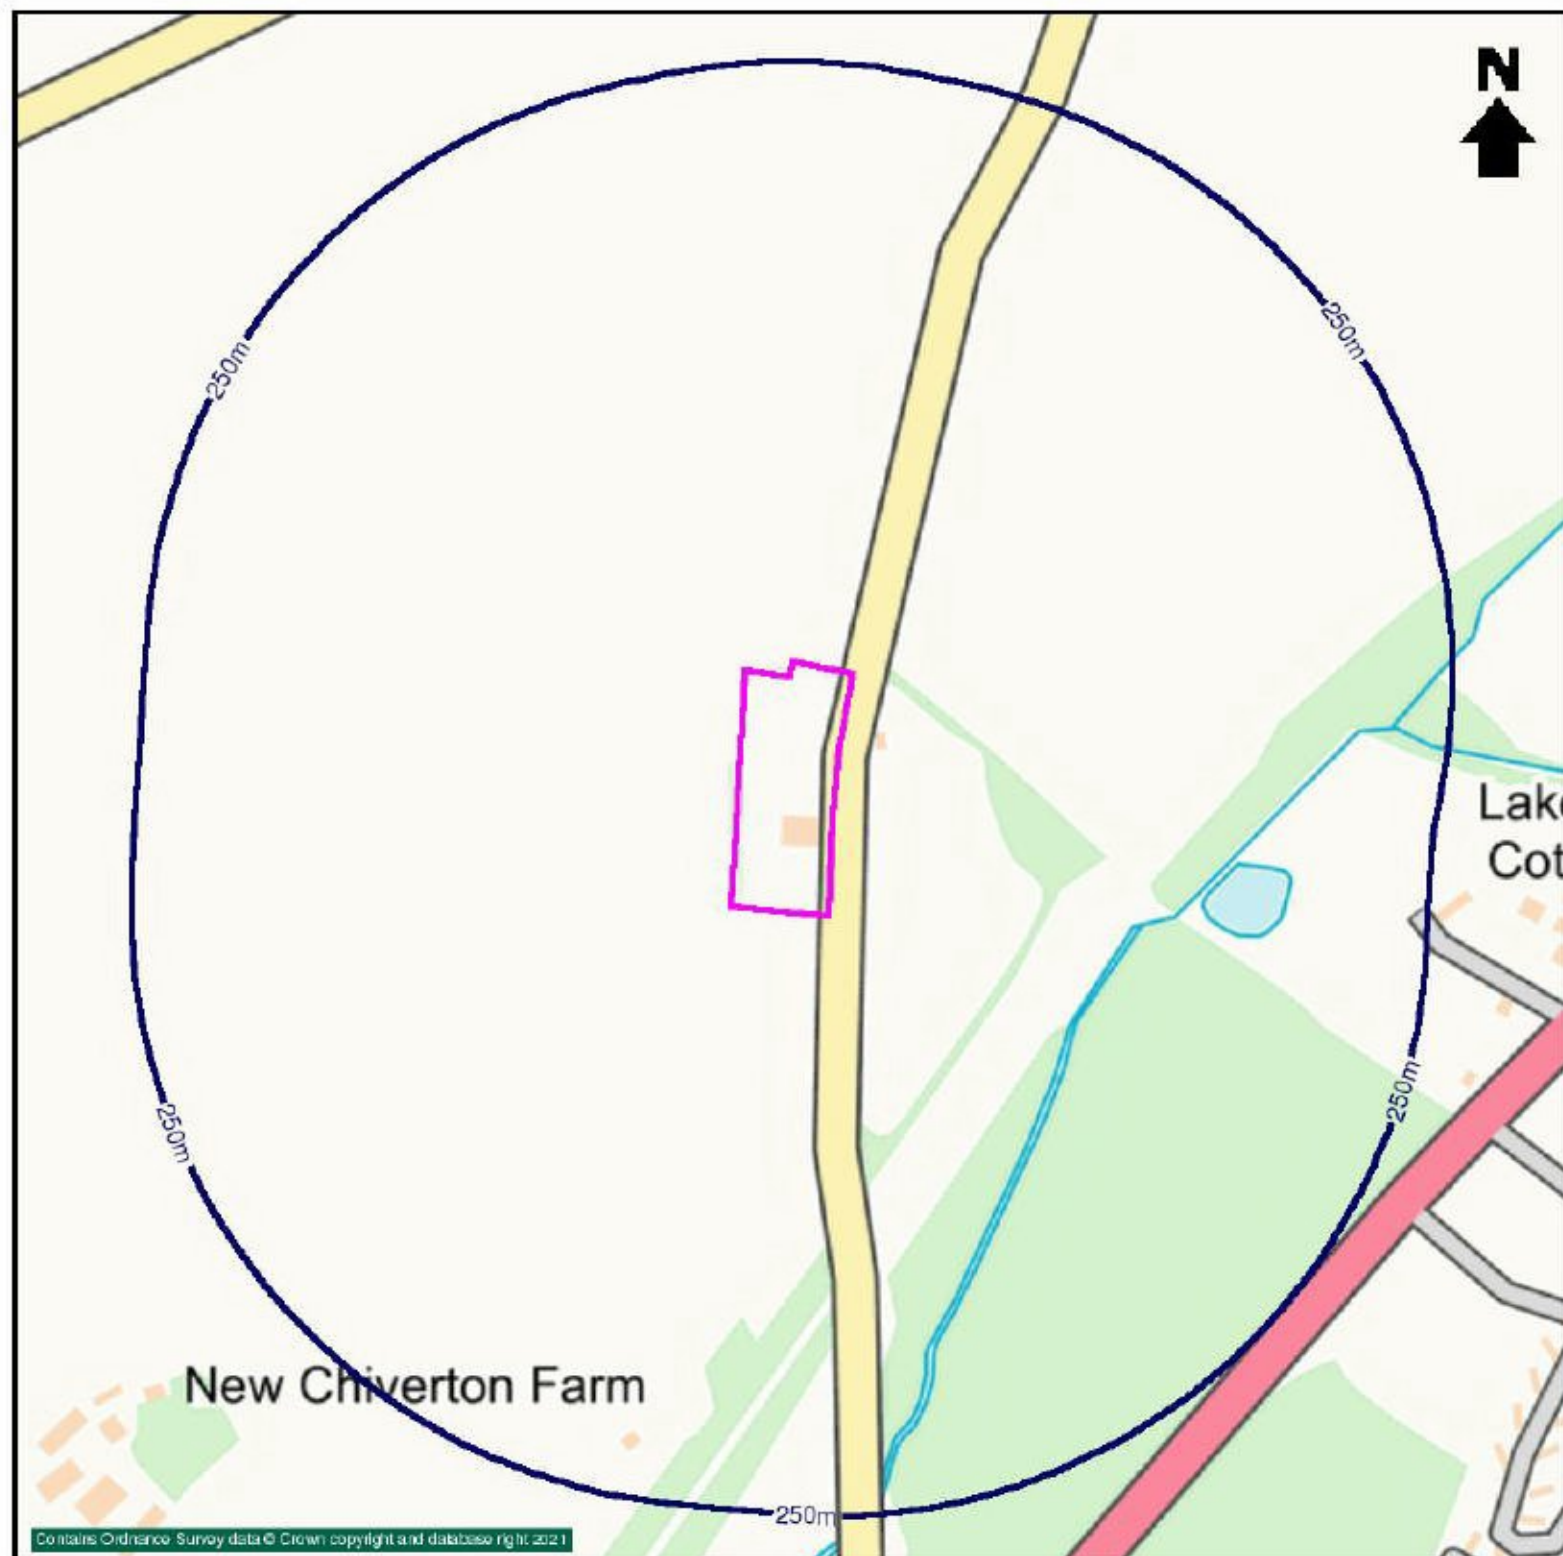 N
250m
250m
Lake
Cot
250m
250m
New Chiverton Farm
250m
Contains Ordnance Survey data © Crown copyright and database right 2021